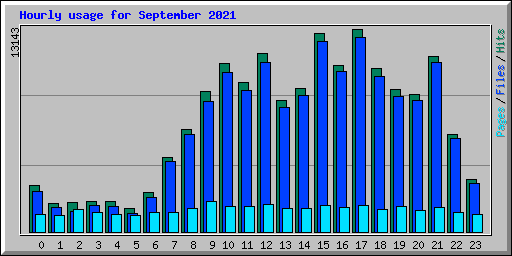 Hourly usage for September 2021
13143
Pages/Files/Hits
0 1 2 3 4 5 6 7 8 9 10 11 12 13 14 15 16 17 18 19 20 21 22 23